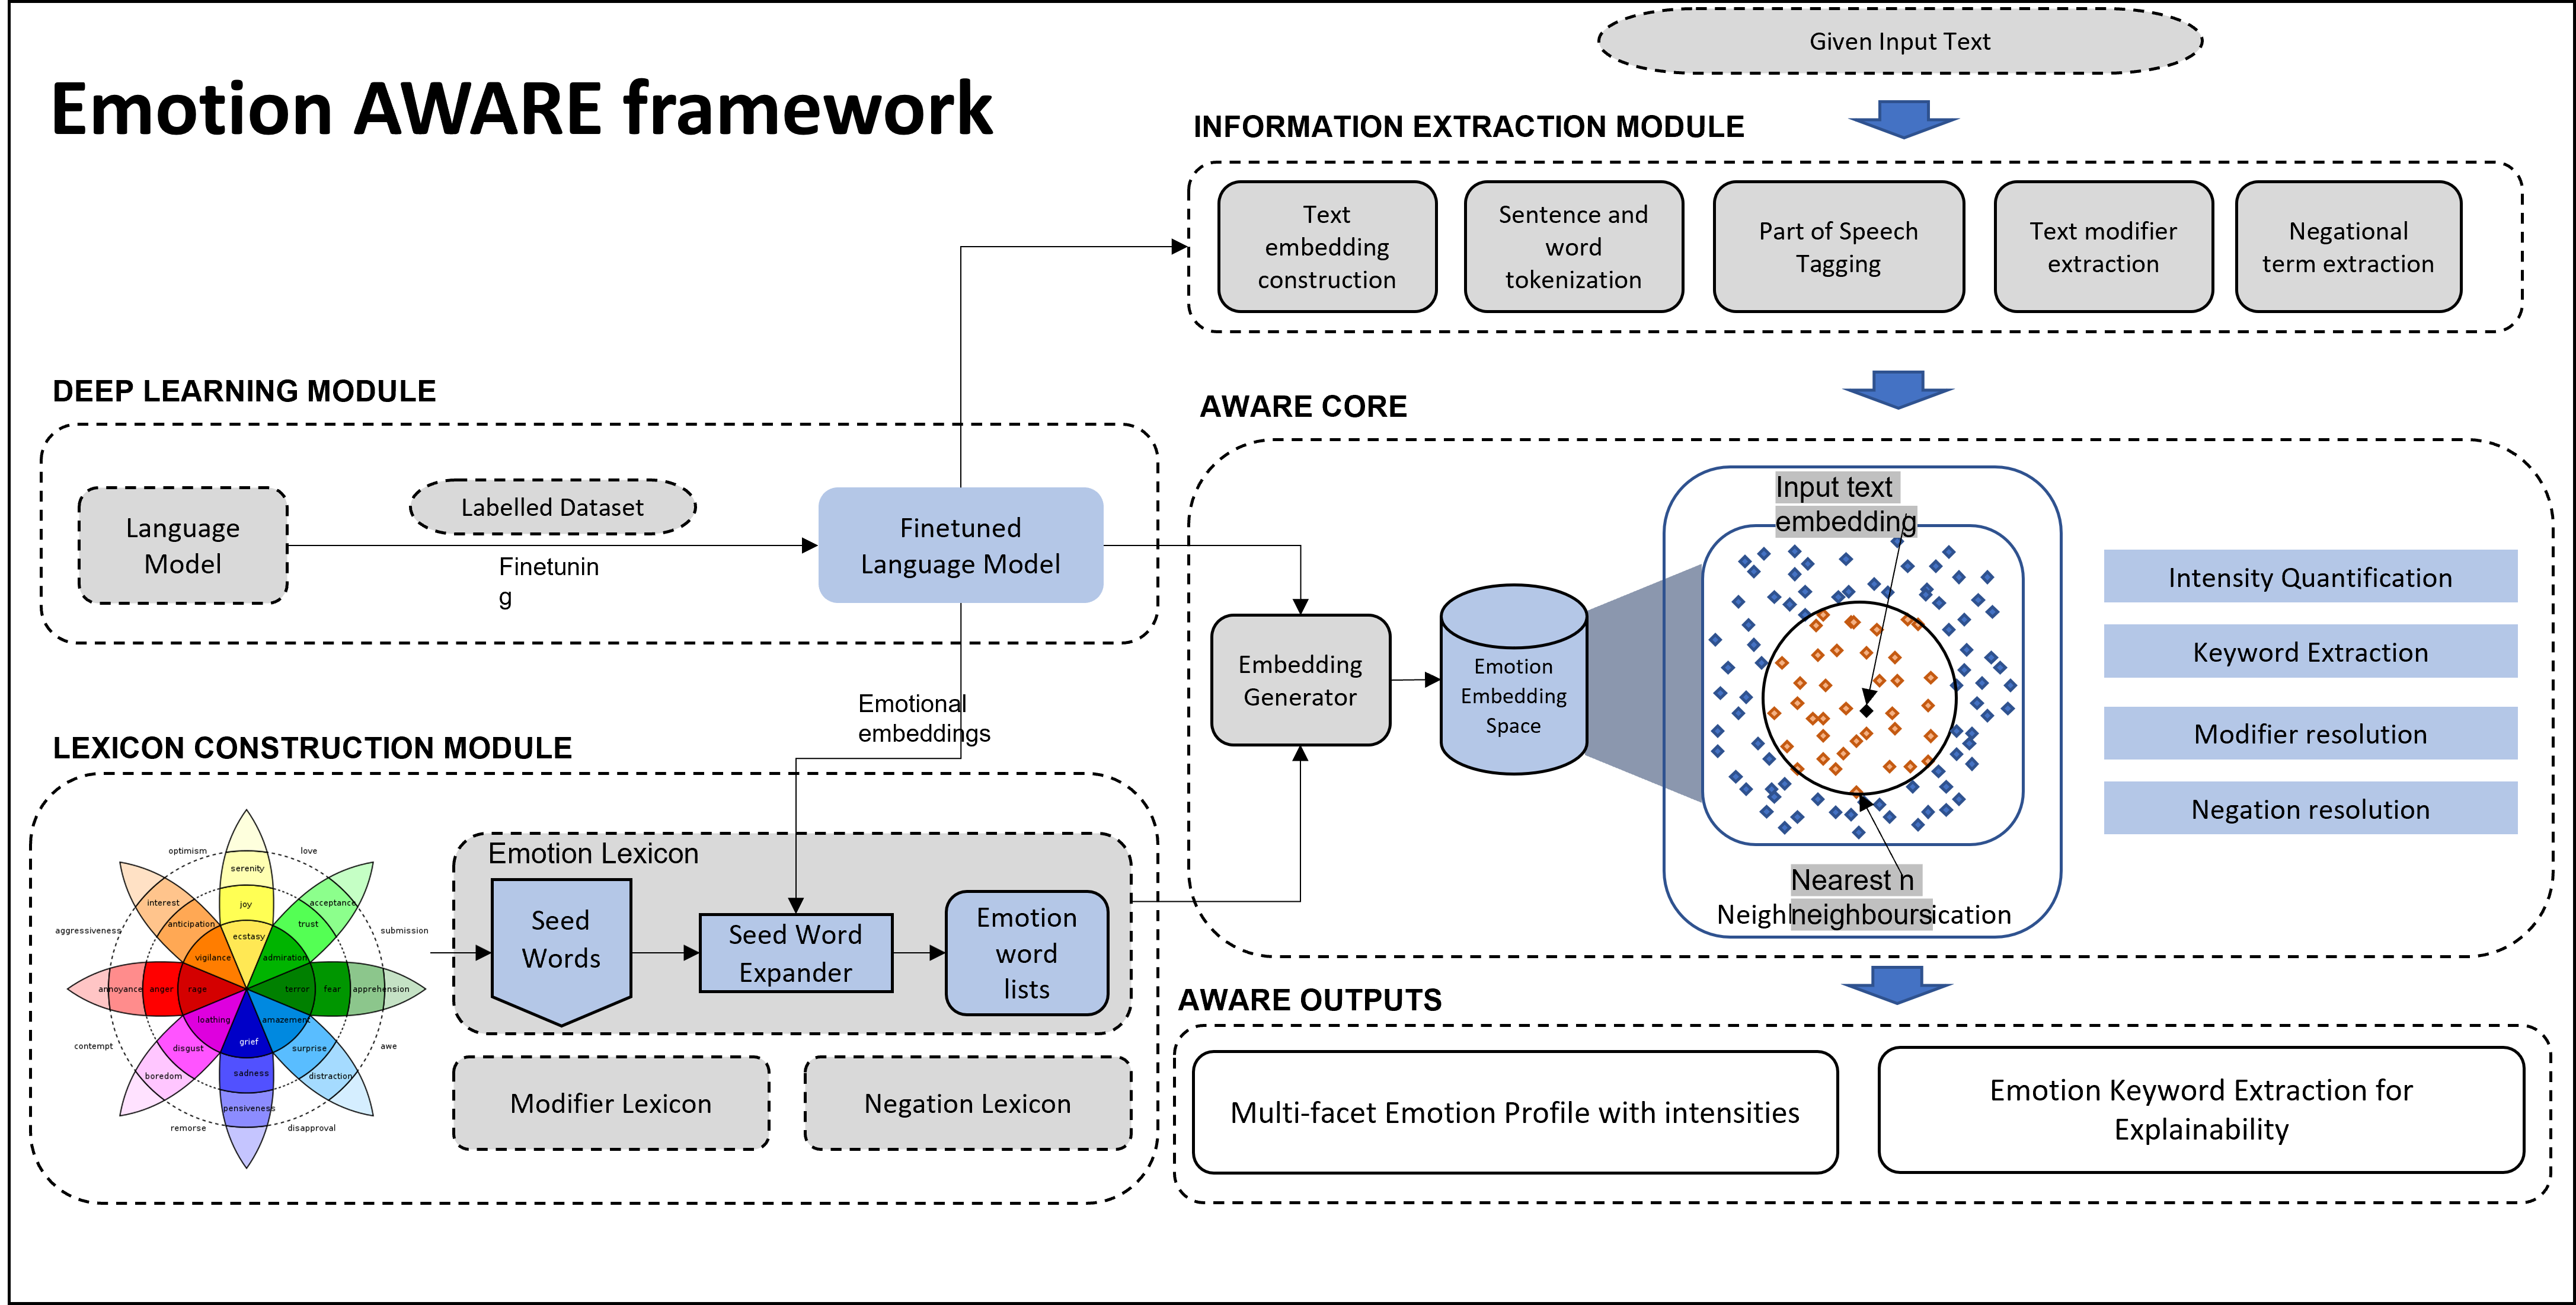 Given Input Text
Emotion AWARE framework
INFORMATION EXTRACTION MODULE
Text
embedding
construction
Sentence and
word
tokenization
Part of Speech
Tagging
Text modifier
extraction
Negational
term extraction
DEEP LEARNING MODULE
Language
Model
Labelled Dataset
Finetunin
g
Finetuned
Language Model
Emotional
embeddings
AWARE CORE
Embedding
Generator
Emotion
Embedding
Space
Input text
embedding
Nearest n
neighbours
Intensity Quantification
Keyword Extraction
Modifier resolution
Negation resolution
LEXICON CONSTRUCTION MODULE
optimism
love
serenity
interest
acceptance
joy
anticipation
trust
aggressiveness
submission
ecstasy
vigilance
admiration
annoyance
anger
rage
terror
fear
apprehension
loathing
amazement
grief
contempt
disgust
surprise
awe
boredom
sadness
distraction
pensiveness
remorse
disapproval
Emotion Lexicon
Seed
Words
Seed Word
Expander
Emotion
word
lists
Modifier Lexicon
Negation Lexicon
AWARE OUTPUTS
Multi-facet Emotion Profile with intensities
Emotion Keyword Extraction for
Explainability